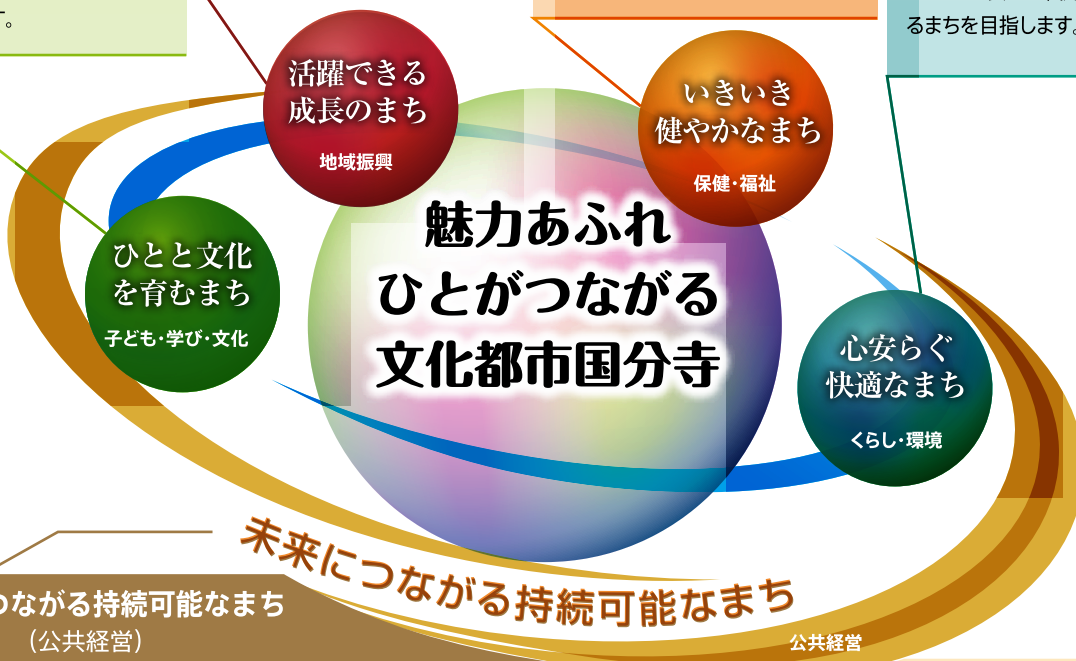 す。
るまちを目指します。
活躍できる
成長のまち
地域振興
いきいき
健やかなまち
保健・福祉
魅力あふれ
ひとがつながる
文化都市国分寺
ひとと文化
を育むまち
子ども・学び・文化
心安らぐ
快適なまち
くらし・環境
未来につながる持続可能なまち
つながる持続可能なまち
（公共経営）
公共経営